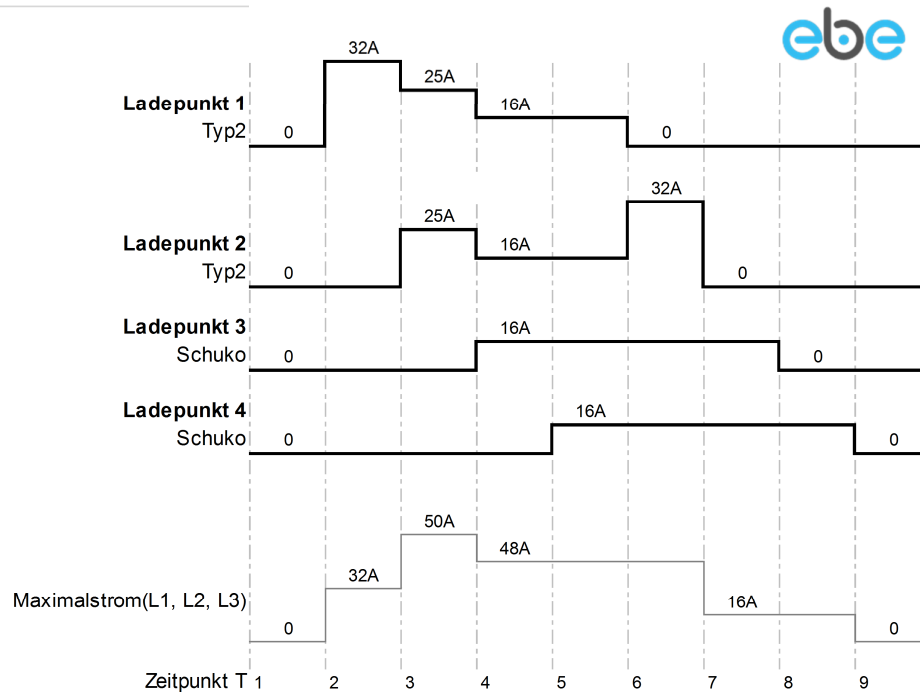 ebe
32A
25A
Ladepunkt 1
16A
Typ2
0
0
32A
25A
Ladepunkt 2
16A
Typ2
0
0
Ladepunkt 3
16A
Schuko
0
0
Ladepunkt 4
16A
Schuko
0
0
50A
48A
32A
Maximalstrom(L1, L2, L3)
16A
0
0
Zeitpunkt T 1 2 3 4 5 6 7 8 9